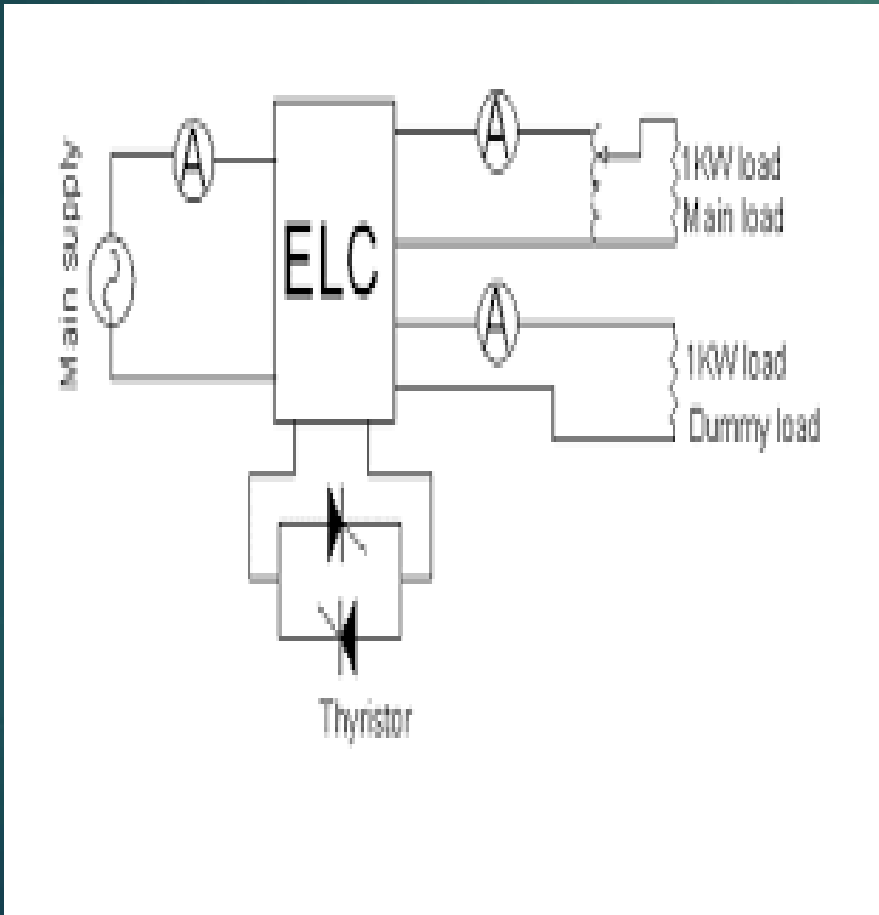 Main supply
A
A
ELC
1KW load
Main load
A
1KW load
Dummy load
Thyristor